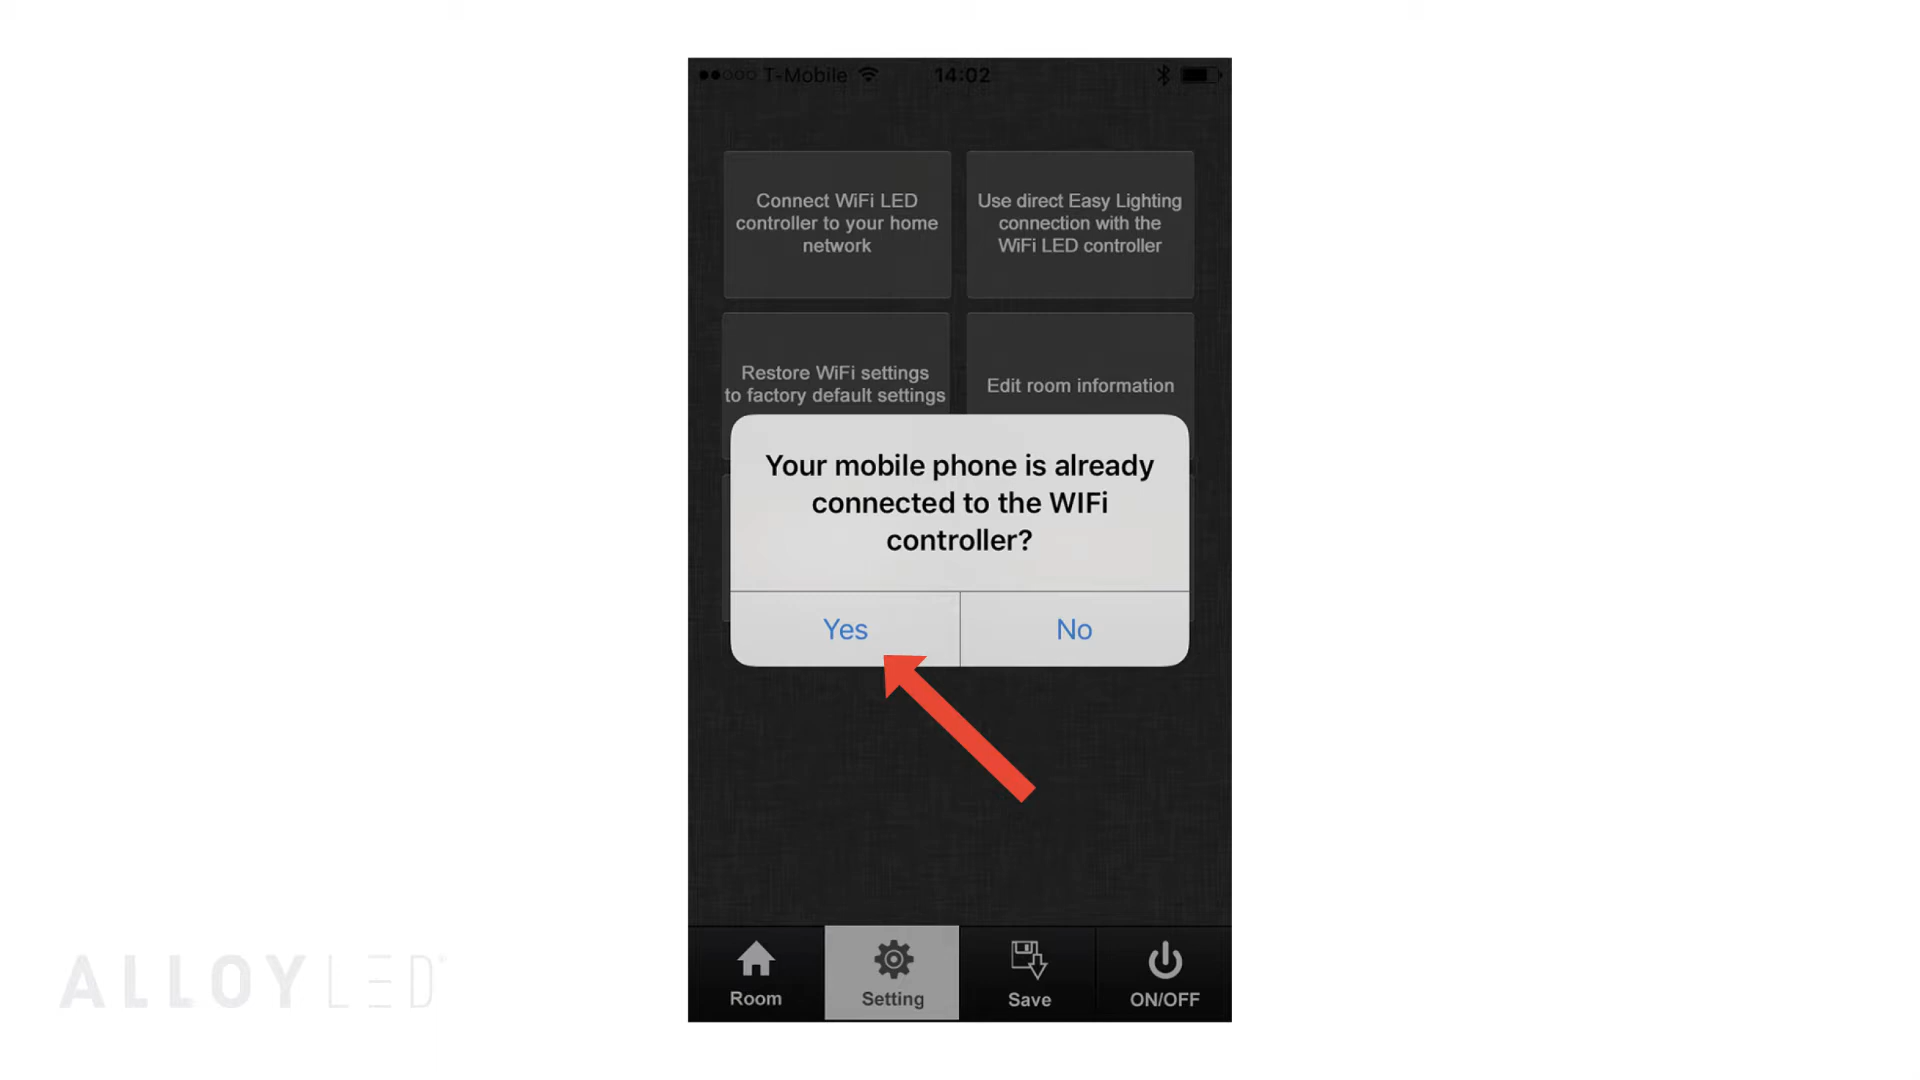 T-Mobile 14:02
Connect WiFi LED
controller to your home
network
Use direct Easy Lighting
connection with the
WiFi LED controller
Restore WiFi settings
to factory default settings
Edit room information
Your mobile phone is already
connected to the WIFi
controller?
Yes No
Room Setting Save ON/OFF
ALLOYLED